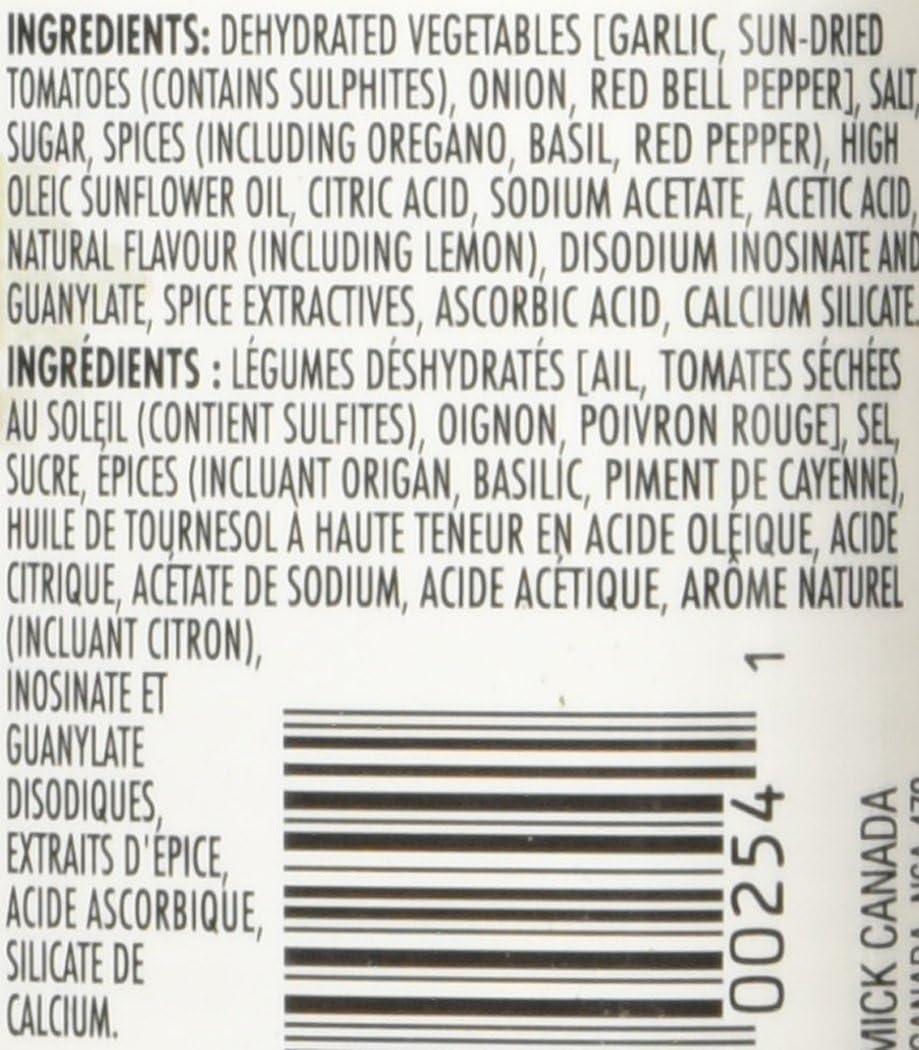 INGREDIENTS: DEHYDRATED VEGETABLES [GARLIC, SUN-DRIED
TOMATOES (CONTAINS SULPHITES), ONION, RED BELL PEPPER], SALT,
SUGAR, SPICES (INCLUDING OREGANO, BASIL, RED PEPPER), HIGH
OLEIC SUNFLOWER OIL, CITRIC ACID, SODIUM ACETATE, ACETIC ACID,
NATURAL FLAVOUR (INCLUDING LEMON), DISODIUM INOSINATE AND
GUANYLATE, SPICE EXTRACTIVES, ASCORBIC ACID, CALCIUM SILICATE.
INGRÉDIENTS : LÉGUMES DÉSHYDRATÉS [AIL, TOMATES SÉCHÉES
AU SOLEIL (CONTIENT SULFITES), OIGNON, POIVRON ROUGE], SEL,
SUCRE, ÉPICES (INCLUANT ORIGAN, BASILIC, PIMENT DE CAYENNE),
HUILE DE TOURNESOL À HAUTE TENEUR EN ACIDE OLÉIQUE, ACIDE
CITRIQUE, ACÉTATE DE SODIUM, ACIDE ACÉTIQUE, ARÔME NATUREL
(INCLUANT CITRON),
INOSINATE ET
GUANYLATE
DISODIQUES,
EXTRAITS D'ÉPICE,
ACIDE ASCORBIQUE,
SILICATE DE
CALCIUM.
00254 1
MICK CANADA